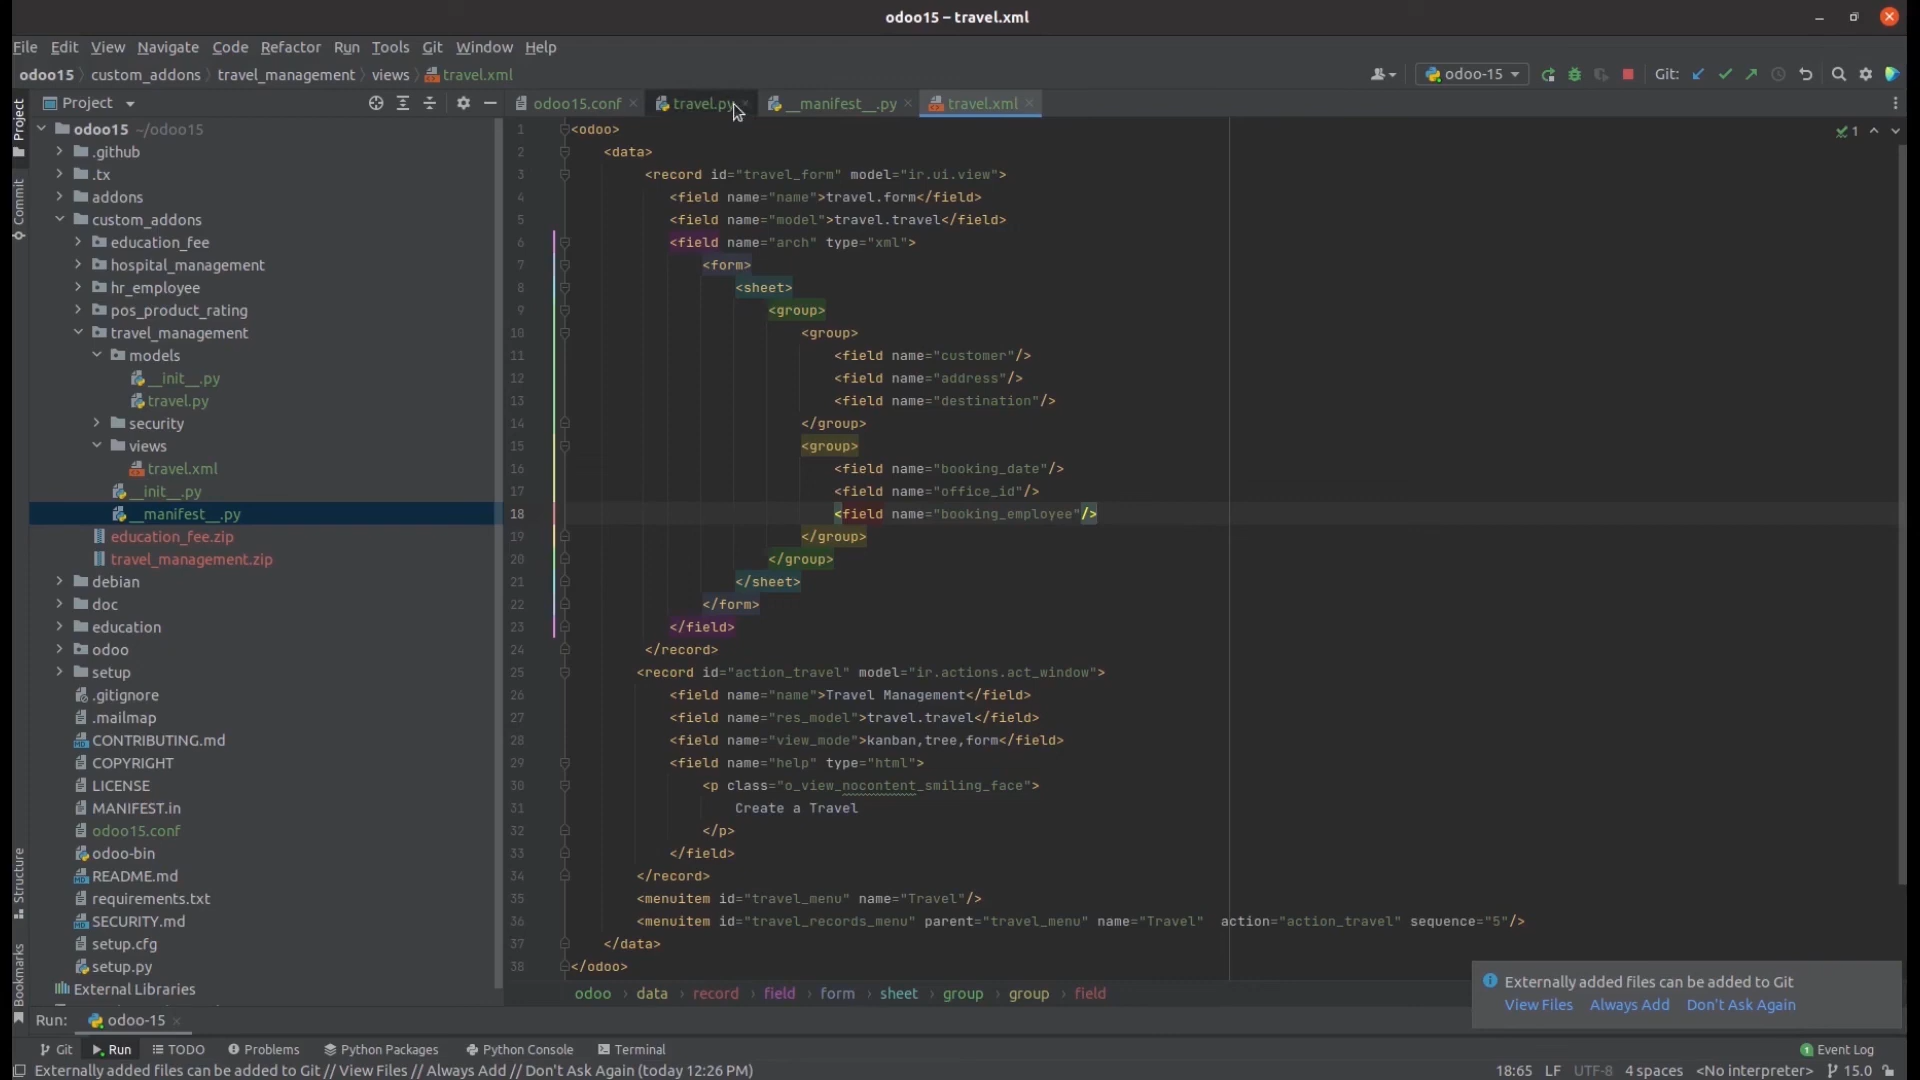 odoo15 – travel.xml
File Edit View Navigate Code Refactor Run Tools Git Window Help
odoo15 custom_addons travel_management views travel.xml
odoo-15 Git:
Project
odoo15.conf travel.py __manifest__.py travel.xml
Project
Commit
Structure
Bookmarks
odoo15 ~/odoo15
.github
.tx
addons
custom_addons
education_fee
hospital_management
hr_employee
pos_product_rating
travel_management
models
__init__.py
travel.py
security
views
travel.xml
__init__.py
__manifest__.py
education_fee.zip
travel_management.zip
debian
doc
education
odoo
setup
.gitignore
.mailmap
CONTRIBUTING.md
COPYRIGHT
LICENSE
MANIFEST.in
odoo15.conf
odoo-bin
README.md
requirements.txt
SECURITY.md
setup.cfg
setup.py
External Libraries
1
1 <odoo>
2 <data>
3 <record id="travel_form" model="ir.ui.view">
4 <field name="name">travel.form</field>
5 <field name="model">travel.travel</field>
6 <field name="arch" type="xml">
7 <form>
8 <sheet>
9 <group>
10 <group>
11 <field name="customer"/>
12 <field name="address"/>
13 <field name="destination"/>
14 </group>
15 <group>
16 <field name="booking_date"/>
17 <field name="office_id"/>
18 <field name="booking_employee"/>
19 </group>
20 </group>
21 </sheet>
22 </form>
23 </field>
24 </record>
25 <record id="action_travel" model="ir.actions.act_window">
26 <field name="name">Travel Management</field>
27 <field name="res_model">travel.travel</field>
28 <field name="view_mode">kanban,tree,form</field>
29 <field name="help" type="html">
30 <p class="o_view_nocontent_smiling_face">
31 Create a Travel
32 </p>
33 </field>
34 </record>
35 <menuitem id="travel_menu" name="Travel"/>
36 <menuitem id="travel_records_menu" parent="travel_menu" name="Travel" action="action_travel" sequence="5"/>
37 </data>
38 </odoo>
odoo › data › record › field › form › sheet › group › group › field
Externally added files can be added to Git
View Files Always Add Don't Ask Again
Run: odoo-15
Git Run TODO Problems Python Packages Python Console Terminal 1 Event Log
Externally added files can be added to Git // View Files // Always Add // Don't Ask Again (today 12:26 PM) 18:65 LF UTF-8 4 spaces <No interpreter> 15.0